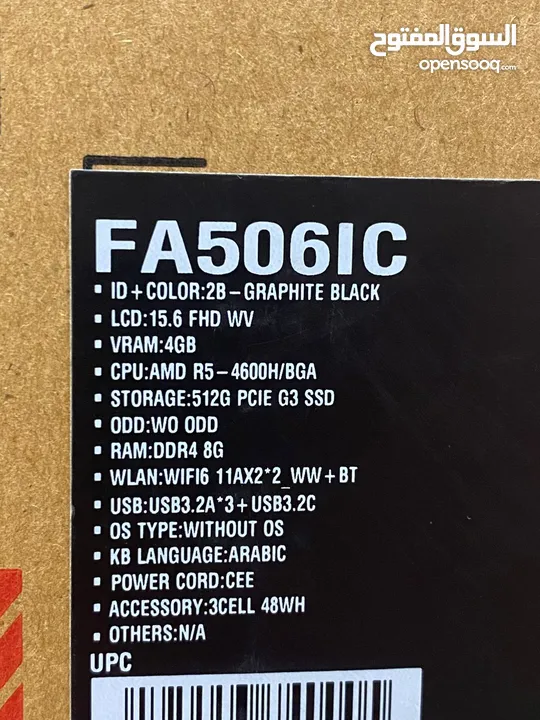 السوق المفتوح
opensooq.com
FA506IC
▪ ID+COLOR:2B-GRAPHITE BLACK
▪ LCD:15.6 FHD WV
▪ VRAM:4GB
▪ CPU:AMD R5-4600H/BGA
▪ STORAGE:512G PCIE G3 SSD
▪ ODD:WO ODD
▪ RAM:DDR4 8G
▪ WLAN:WIFI6 11AX2*2_WW+BT
▪ USB:USB3.2A*3+USB3.2C
▪ OS TYPE:WITHOUT OS
▪ KB LANGUAGE:ARABIC
▪ POWER CORD:CEE
▪ ACCESSORY:3CELL 48WH
▪ OTHERS:N/A
UPC